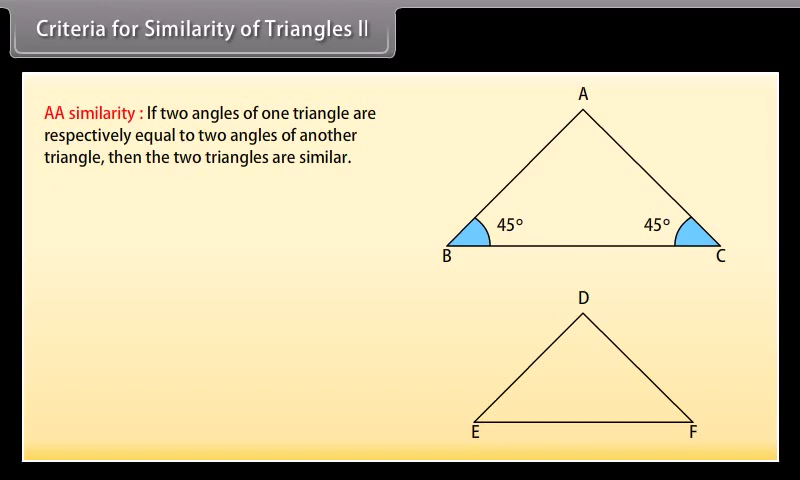 Criteria for Similarity of Triangles II
AA similarity : If two angles of one triangle are
respectively equal to two angles of another
triangle, then the two triangles are similar.
A
45°
45°
B
C
D
E
F